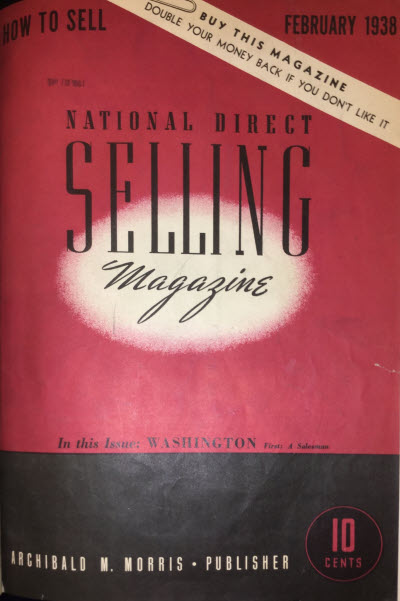 HOW TO SELL
FEBRUARY 1938
BUY THIS MAGAZINE
DOUBLE YOUR MONEY BACK IF YOU DON'T LIKE IT
NATIONAL DIRECT
SELLING
Magazine
In this Issue: WASHINGTON First: A Salesman
10
CENTS
ARCHIBALD M. MORRIS • PUBLISHER